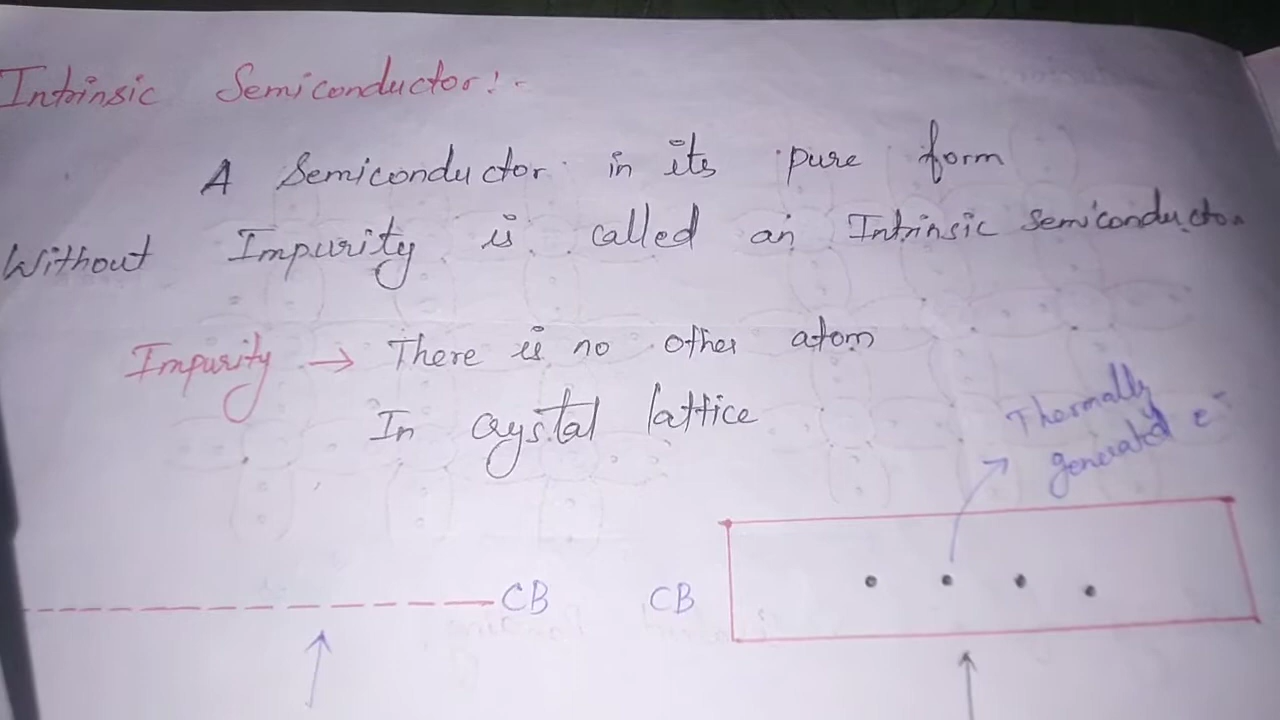 Intrinsic Semiconductor:-
A Semiconductor in its pure form
Without Impurity is called an Intrinsic Semiconductor
Impurity → There is no other atom
In crystal lattice
Thermally
generated e⁻
CB
CB